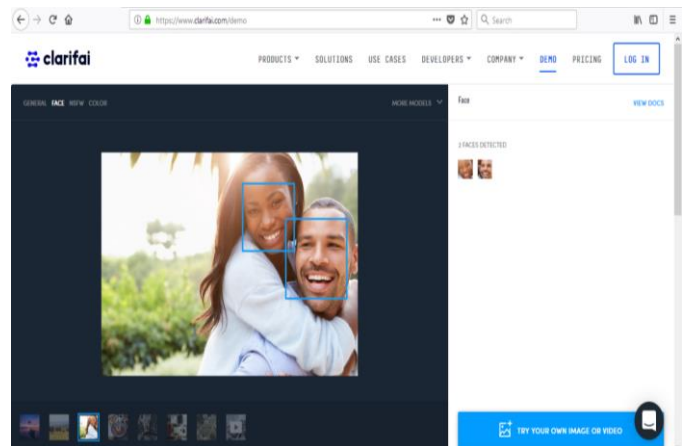 https://www.clarifai.com/demo
Search
clarifai
PRODUCTS SOLUTIONS USE CASES DEVELOPERS COMPANY DEMO PRICING LOG IN
GENERAL FACE NSFW COLOR MORE MODELS
Face VIEW DOCS
2 FACES DETECTED
TRY YOUR OWN IMAGE OR VIDEO